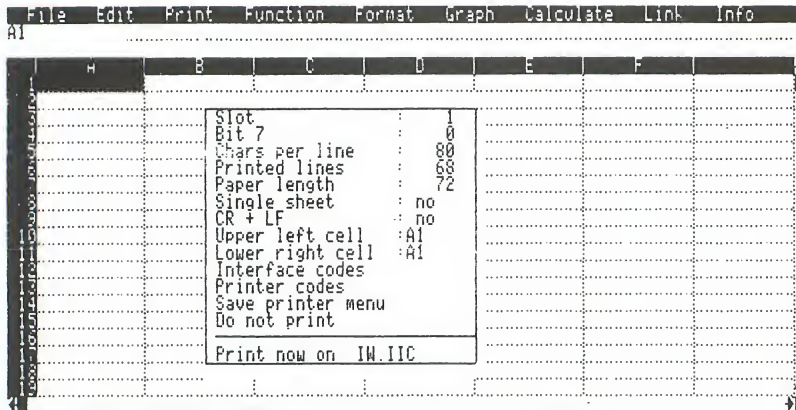 File Edit Print Function Format Graph Calculate Link Info
A1
A B C D E F
1
2
3
4
5
6
7
8
9
10
11
12
13
14
15
16
17
18
19
Slot : 1
Bit 7 : 0
Chars per line : 80
Printed lines : 68
Paper length : 72
Single sheet : no
CR + LF : no
Upper left cell :A1
Lower right cell :A1
Interface codes
Printer codes
Save printer menu
Do not print
Print now on IW.IIC